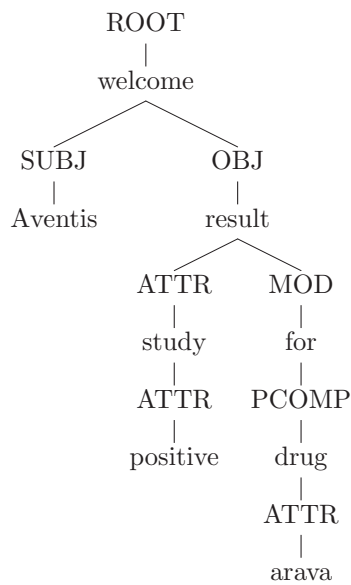 ROOT
welcome
SUBJ OBJ
Aventis result
ATTR MOD
study for
ATTR PCOMP
positive drug
ATTR
arava